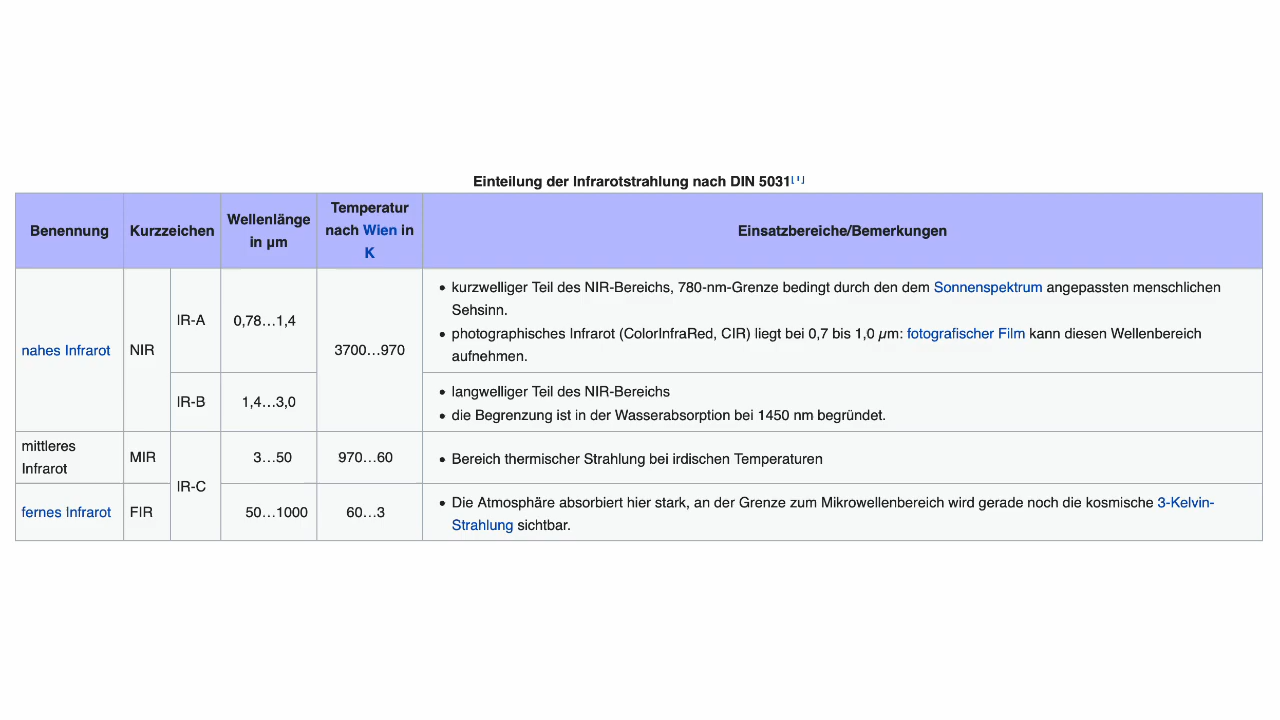 Einteilung der Infrarotstrahlung nach DIN 5031[1]
Benennung
Kurzzeichen
Wellenlänge
in µm
Temperatur
nach Wien in
K
Einsatzbereiche/Bemerkungen
nahes Infrarot
NIR
IR-A
0,78…1,4
3700…970
• kurzwelliger Teil des NIR-Bereichs, 780-nm-Grenze bedingt durch den dem Sonnenspektrum angepassten menschlichen
Sehsinn.
• photographisches Infrarot (ColorInfraRed, CIR) liegt bei 0,7 bis 1,0 µm: fotografischer Film kann diesen Wellenbereich
aufnehmen.
IR-B
1,4…3,0
• langwelliger Teil des NIR-Bereichs
• die Begrenzung ist in der Wasserabsorption bei 1450 nm begründet.
mittleres
Infrarot
MIR
IR-C
3…50
970…60
• Bereich thermischer Strahlung bei irdischen Temperaturen
fernes Infrarot
FIR
50…1000
60…3
• Die Atmosphäre absorbiert hier stark, an der Grenze zum Mikrowellenbereich wird gerade noch die kosmische 3-Kelvin-
Strahlung sichtbar.